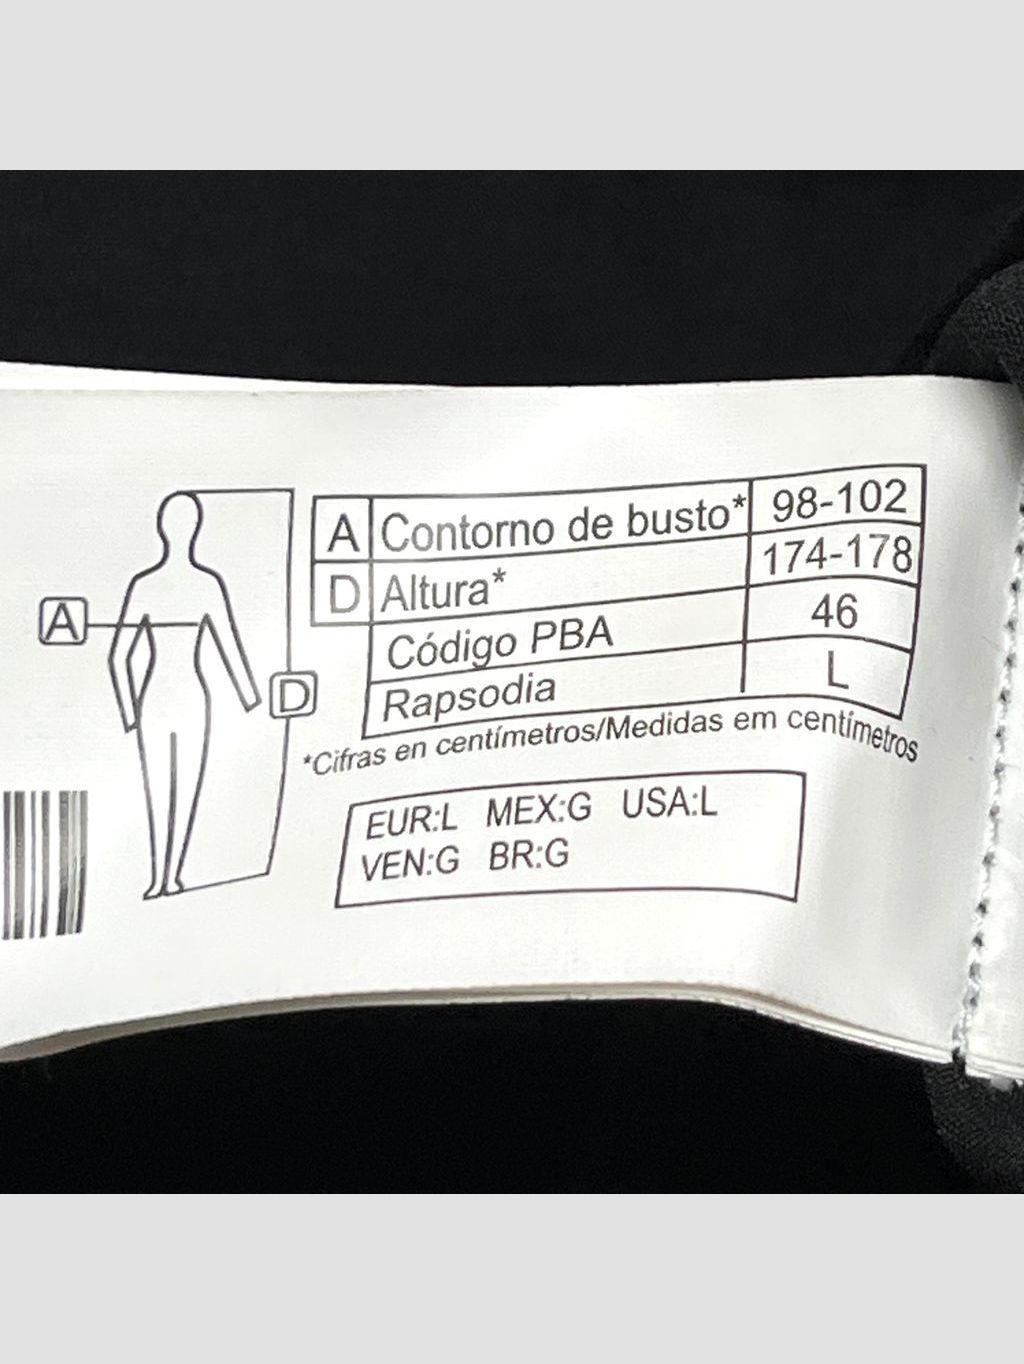 A Contorno de busto* 98-102
D Altura* 174-178
Código PBA 46
Rapsodia L
*Cifras en centímetros/Medidas em centímetros
A
D
EUR:L MEX:G USA:L
VEN:G BR:G